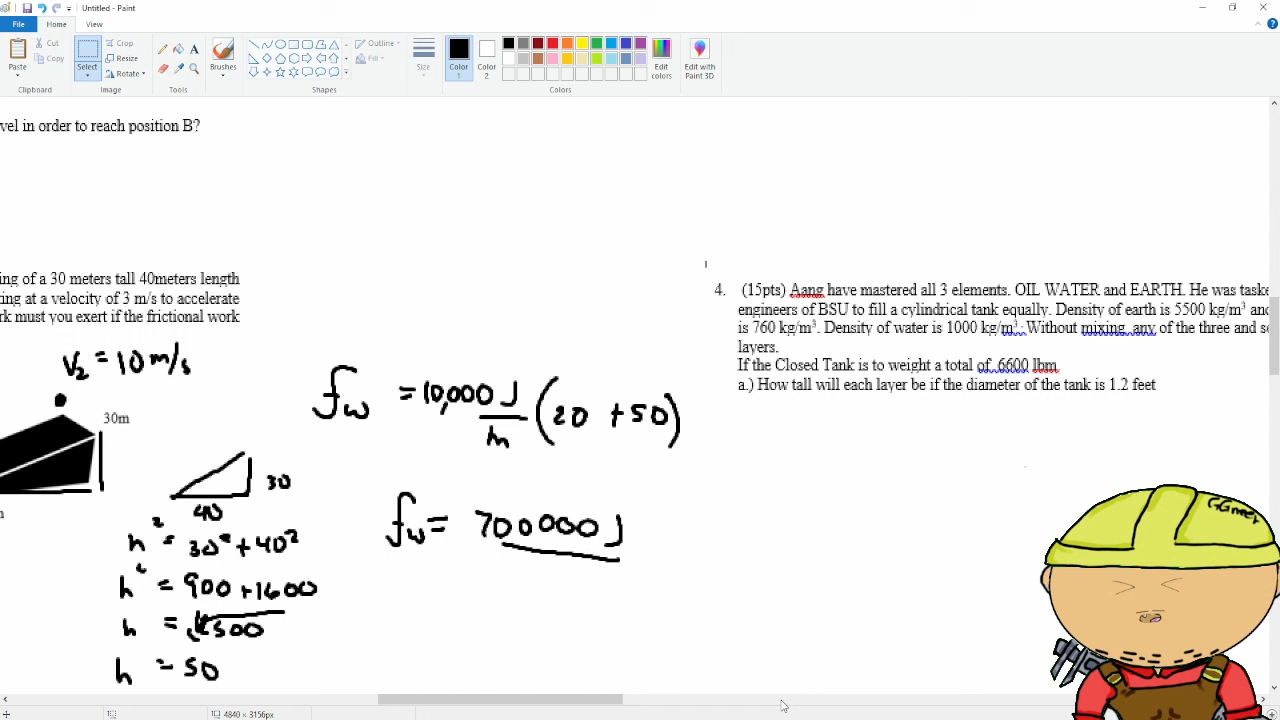 Untitled - Paint
File
Home
View
Paste
Cut
Copy
Clipboard
Select
Crop
Resize
Rotate
Image
Tools
Brushes
Outline
Fill
Shapes
Size
Color 1
Color 2
Colors
Edit colors
Edit with Paint 3D
vel in order to reach position B?
ing of a 30 meters tall 40meters length
ing at a velocity of 3 m/s to accelerate
rk must you exert if the frictional work
V₂ = 10 m/s
30m
30
40
h² = 30² + 40²
h² = 900 + 1600
h = √2500
h = 50
fw = 10,000 J/m (20 + 50)
fw = 700000 J
4. (15pts) Aang have mastered all 3 elements. OIL WATER and EARTH. He was taske
engineers of BSU to fill a cylindrical tank equally. Density of earth is 5500 kg/m³ and
is 760 kg/m³. Density of water is 1000 kg/m³. Without mixing any of the three and se
layers.
If the Closed Tank is to weight a total of 6600 lbm
a.) How tall will each layer be if the diameter of the tank is 1.2 feet
GGneer
4840 × 3156px